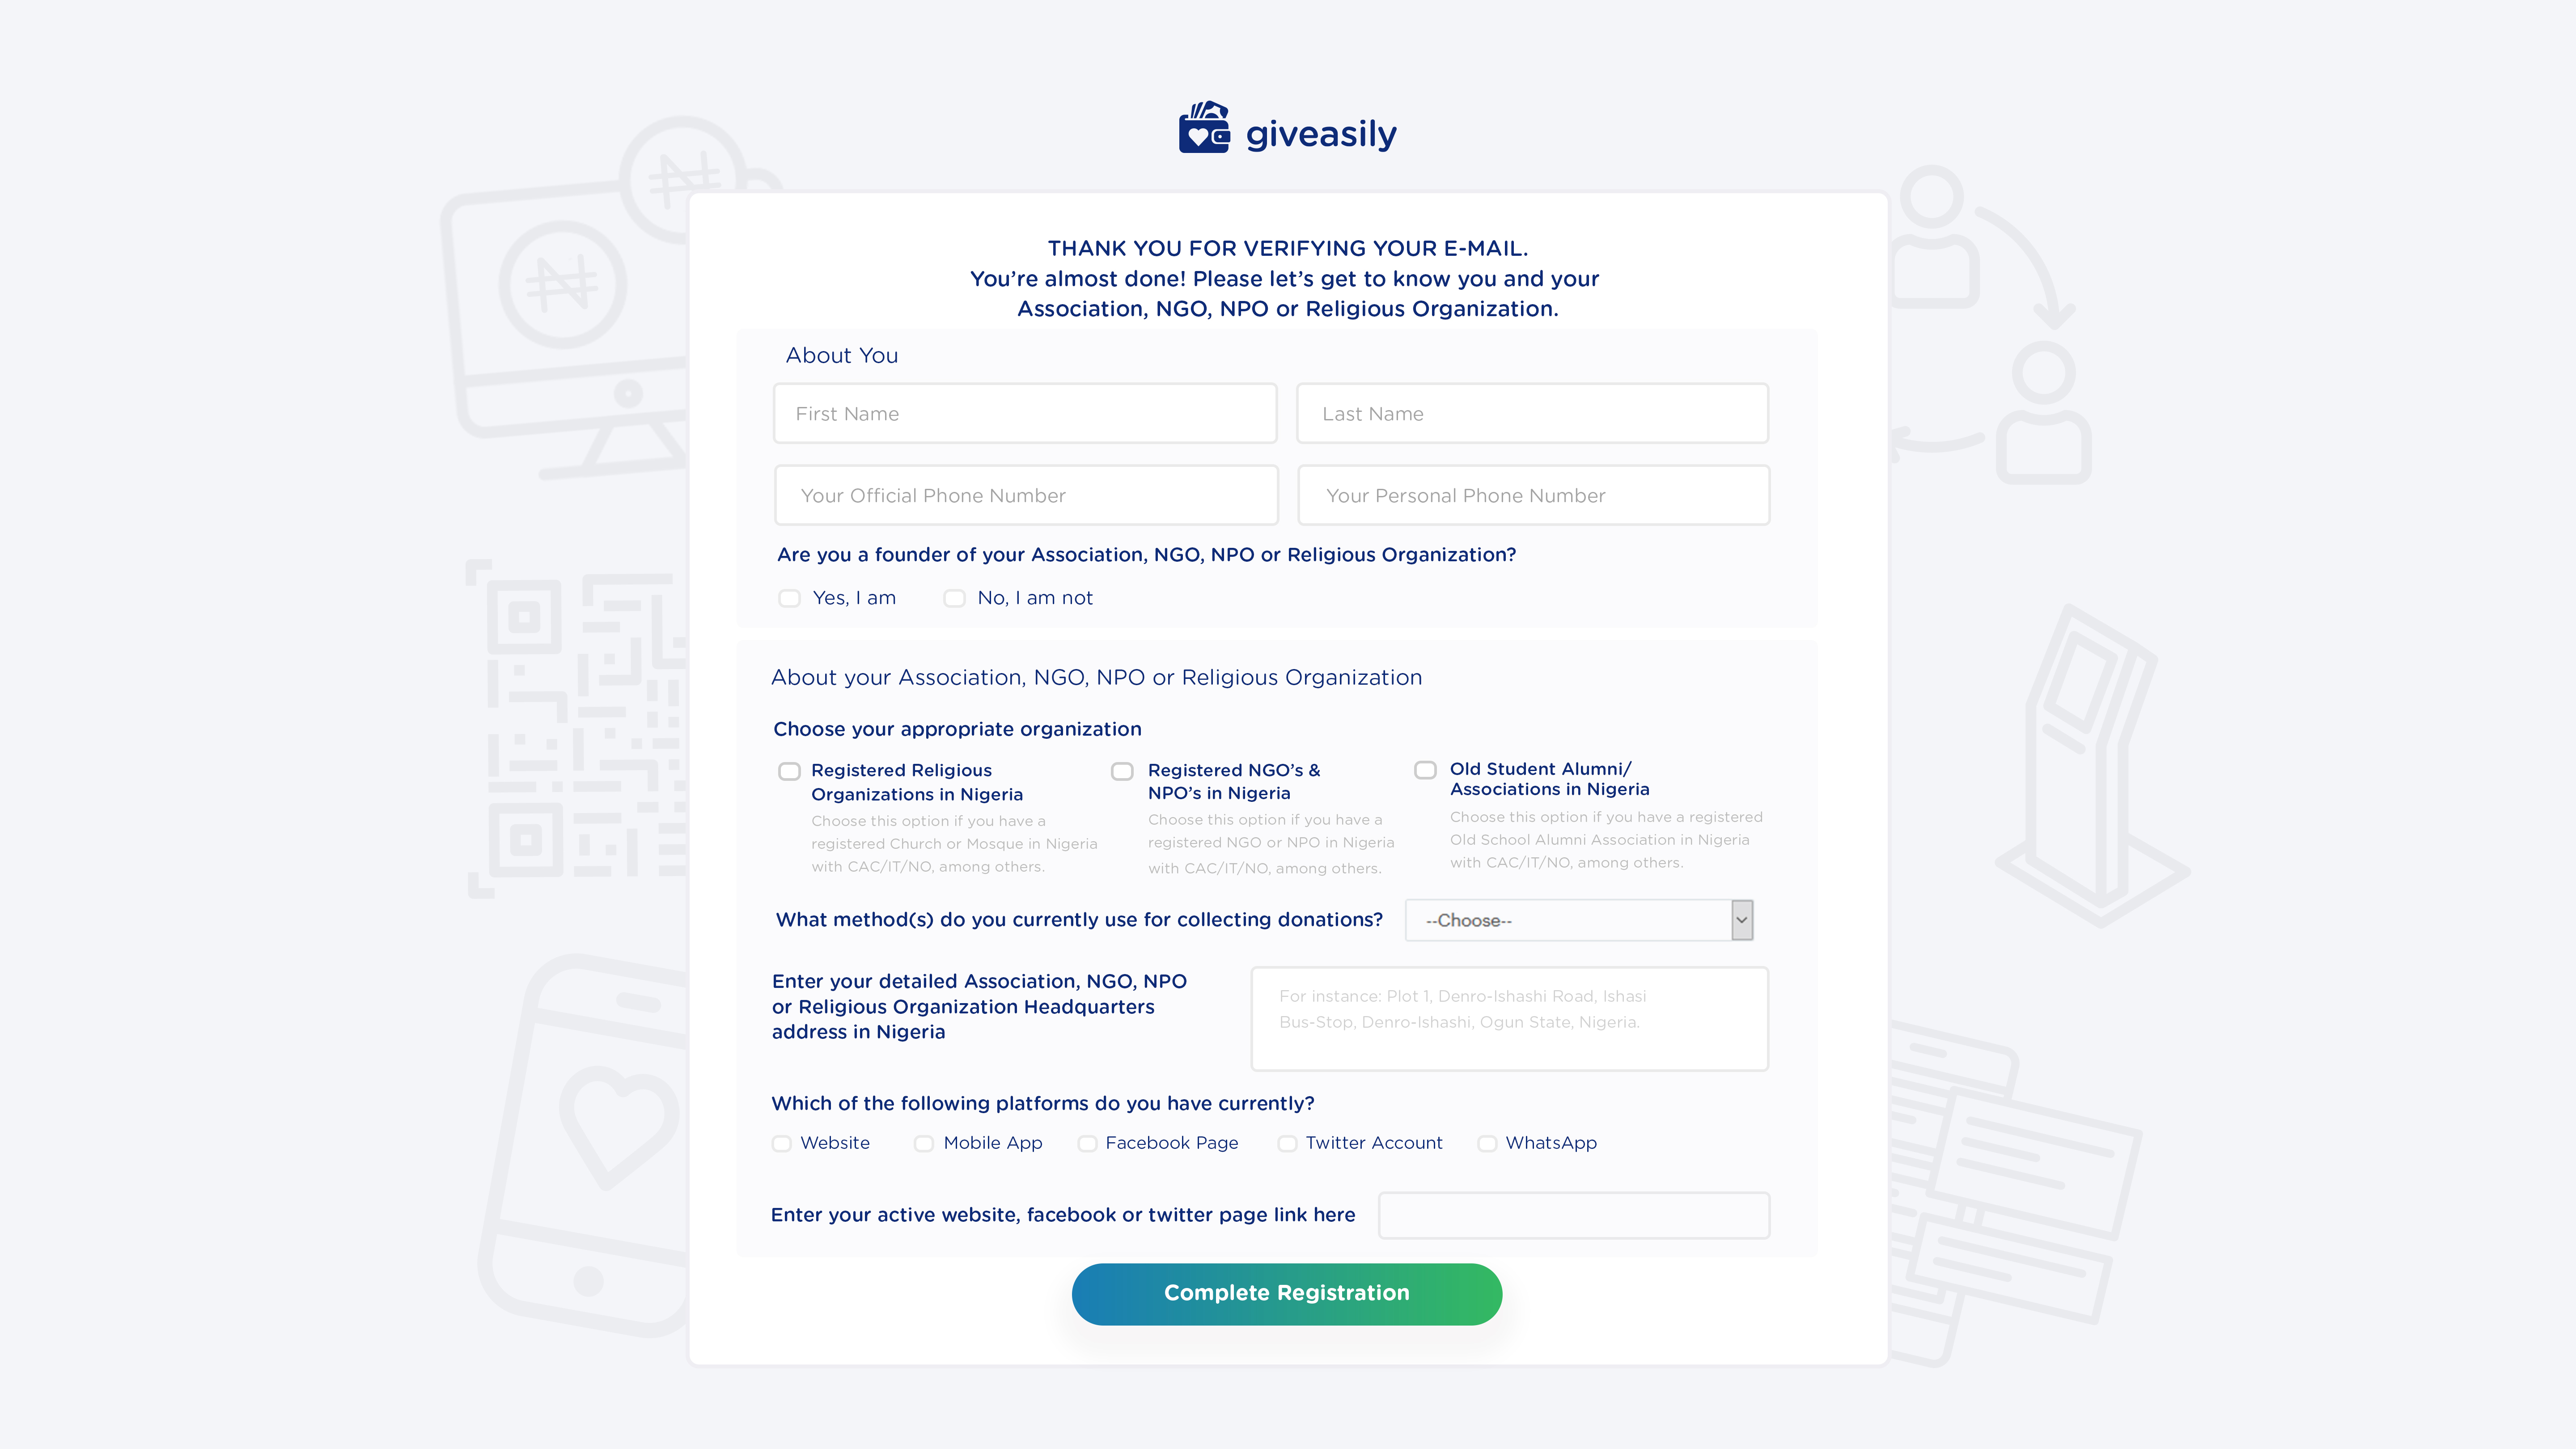 giveasily
THANK YOU FOR VERIFYING YOUR E-MAIL.
You’re almost done! Please let’s get to know you and your
Association, NGO, NPO or Religious Organization.
About You
First Name
Last Name
Your Official Phone Number
Your Personal Phone Number
Are you a founder of your Association, NGO, NPO or Religious Organization?
Yes, I am
No, I am not
About your Association, NGO, NPO or Religious Organization
Choose your appropriate organization
Registered Religious
Organizations in Nigeria
Choose this option if you have a
registered Church or Mosque in Nigeria
with CAC/IT/NO, among others.
Registered NGO’s &
NPO’s in Nigeria
Choose this option if you have a
registered NGO or NPO in Nigeria
with CAC/IT/NO, among others.
Old Student Alumni/
Associations in Nigeria
Choose this option if you have a registered
Old School Alumni Association in Nigeria
with CAC/IT/NO, among others.
What method(s) do you currently use for collecting donations?
--Choose--
Enter your detailed Association, NGO, NPO
or Religious Organization Headquarters
address in Nigeria
For instance: Plot 1, Denro-Ishashi Road, Ishasi
Bus-Stop, Denro-Ishashi, Ogun State, Nigeria.
Which of the following platforms do you have currently?
Website
Mobile App
Facebook Page
Twitter Account
WhatsApp
Enter your active website, facebook or twitter page link here
Complete Registration